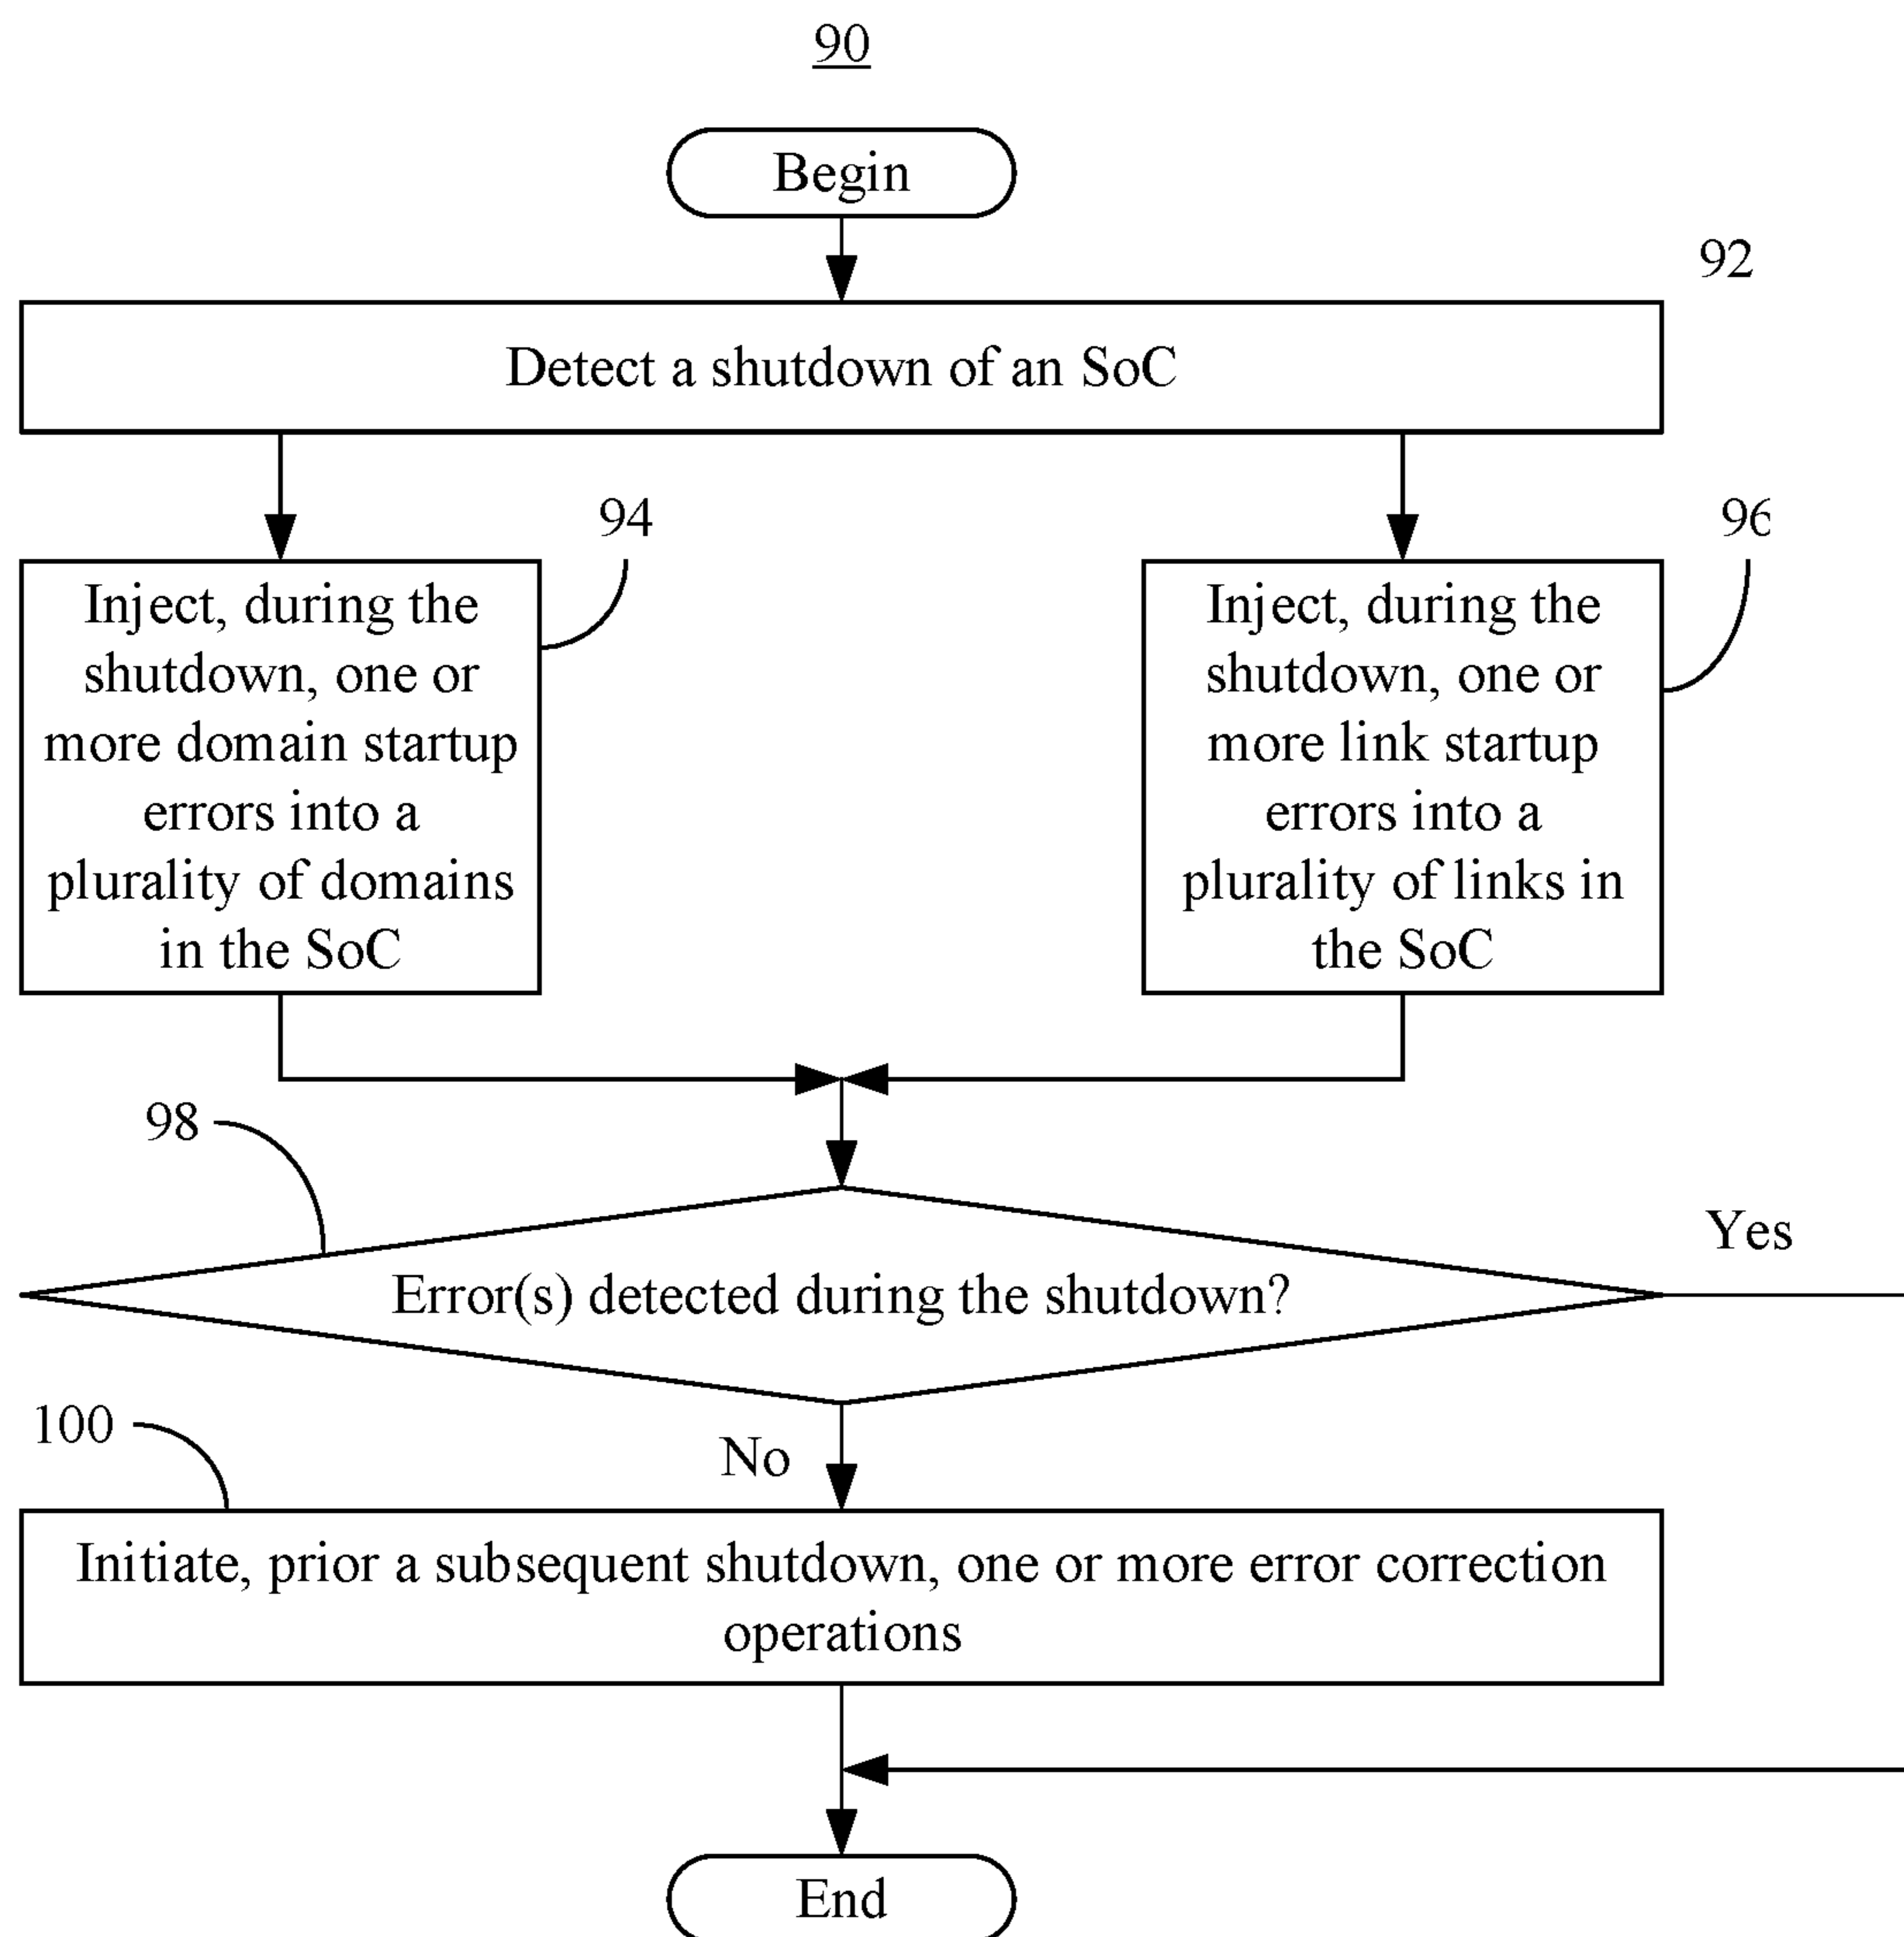 90
Begin
92
Detect a shutdown of an SoC
94
Inject, during the
shutdown, one or
more domain startup
errors into a
plurality of domains
in the SoC
96
Inject, during the
shutdown, one or
more link startup
errors into a
plurality of links in
the SoC
98
Error(s) detected during the shutdown?
Yes
No
100
Initiate, prior a subsequent shutdown, one or more error correction
operations
End